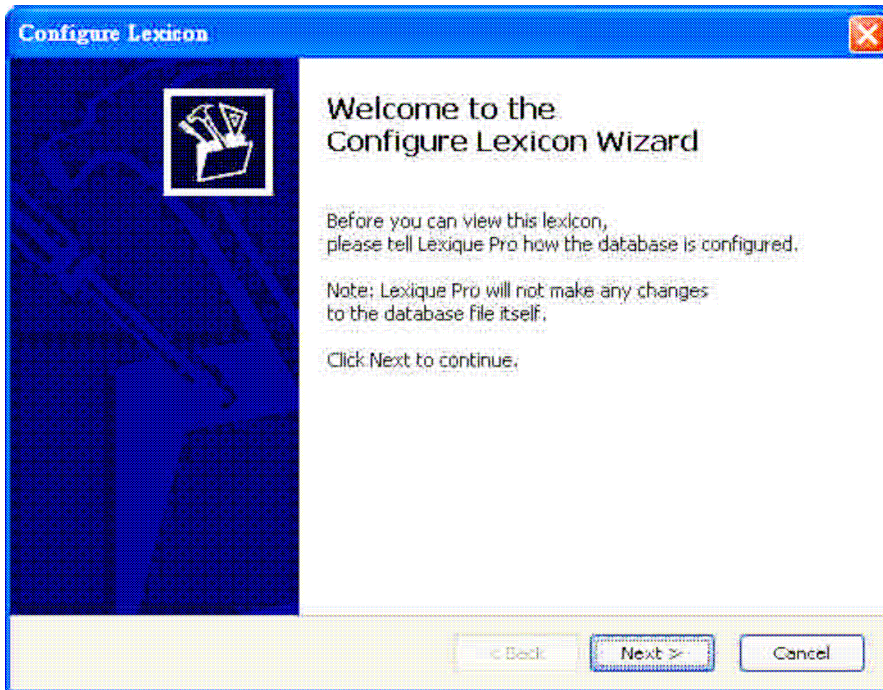 Configure Lexicon
Welcome to the
Configure Lexicon Wizard
Before you can view this lexicon,
please tell Lexique Pro how the database is configured.
Note: Lexique Pro will not make any changes
to the database file itself.
Click Next to continue.
< Back
Next >
Cancel